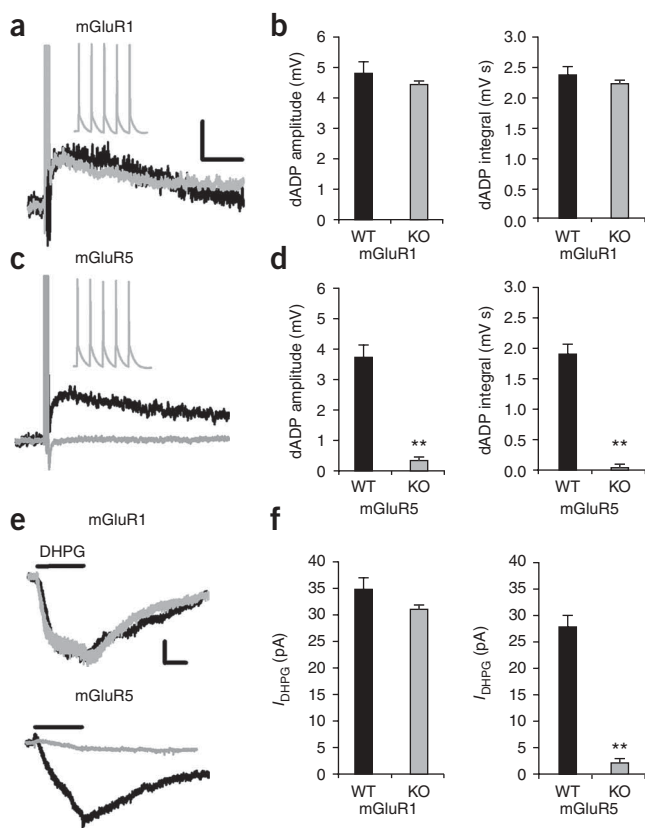 a
mGluR1
b
dADP amplitude (mV)
6
5
4
3
2
1
0
WT KO
mGluR1
dADP integral (mV s)
3.0
2.5
2.0
1.5
1.0
0.5
0.0
WT KO
mGluR1
c
mGluR5
d
dADP amplitude (mV)
6
5
4
3
2
1
0
**
WT KO
mGluR5
dADP integral (mV s)
3.0
2.5
2.0
1.5
1.0
0.5
0.0
**
WT KO
mGluR5
e
mGluR1
DHPG
mGluR5
f
I DHPG (pA)
40
35
30
25
20
15
10
5
0
WT KO
mGluR1
I DHPG (pA)
40
35
30
25
20
15
10
5
0
**
WT KO
mGluR5